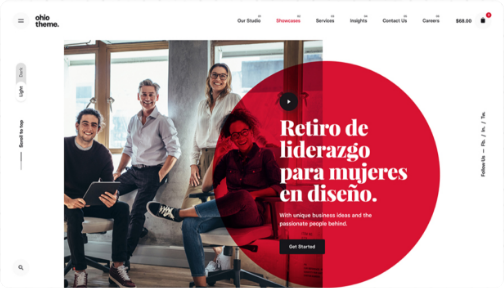 ohio
theme.
Our Studio
Showcases
Services
Insights
Contact Us
Careers
$68.00
Dark
Light
Scroll to top
Retiro de
liderazgo
para mujeres
en diseño.
With unique business ideas and the
passionate people behind.
Get Started
Follow Us — Fb. / In. / Tw.